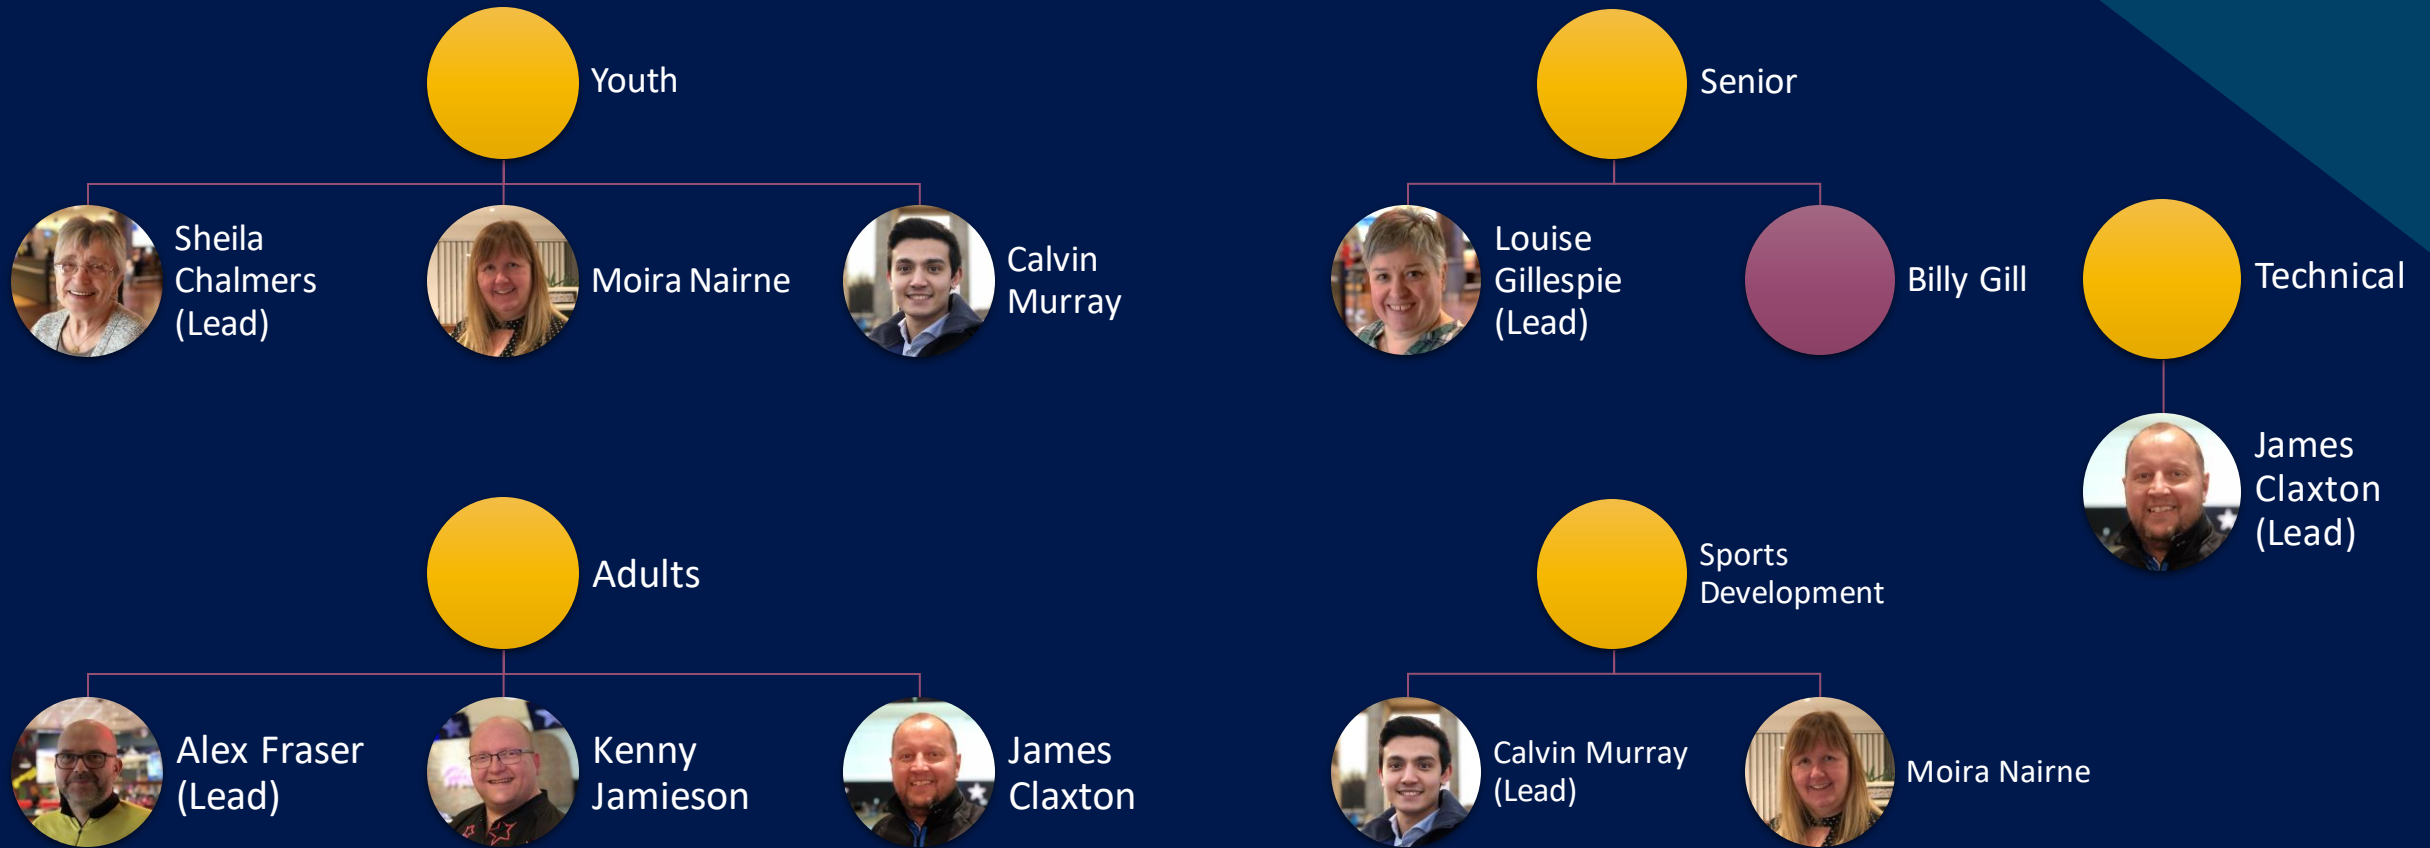 Youth
Sheila
Chalmers
(Lead)
Moira Nairne
Calvin
Murray
Senior
Louise
Gillespie
(Lead)
Billy Gill
Technical
James
Claxton
(Lead)
Adults
Alex Fraser
(Lead)
Kenny
Jamieson
James
Claxton
Sports
Development
Calvin Murray
(Lead)
Moira Nairne